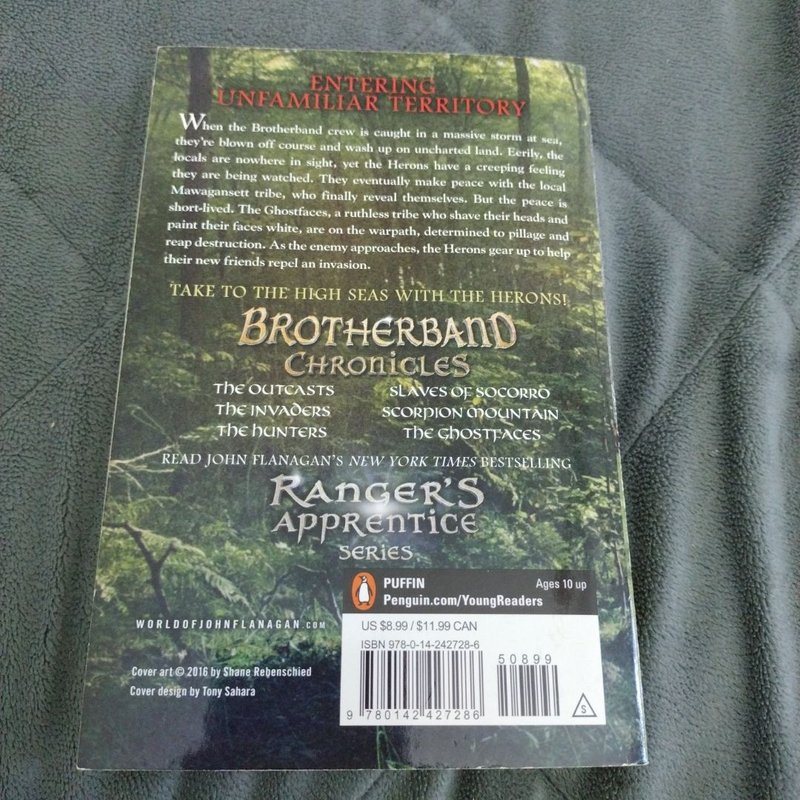 ENTERING
UNFAMILIAR TERRITORY
When the Brotherband crew is caught in a massive storm at sea,
they're blown off course and wash up on uncharted land. Eerily, the
locals are nowhere in sight, yet the Herons have a creeping feeling
they are being watched. They eventually make peace with the local
Mawagansett tribe, who finally reveal themselves. But the peace is
short-lived. The Ghostfaces, a ruthless tribe who shave their heads and
paint their faces white, are on the warpath, determined to pillage and
reap destruction. As the enemy approaches, the Herons gear up to help
their new friends repel an invasion.
TAKE TO THE HIGH SEAS WITH THE HERONS!
BROTHERBAND
CHRONICLES
THE OUTCASTS
THE INVADERS
THE HUNTERS
SLAVES OF SOCORRO
SCORPION MOUNTAIN
THE GHOSTFACES
READ JOHN FLANAGAN'S NEW YORK TIMES BESTSELLING
RANGER'S
APPRENTICE
SERIES
PUFFIN
Penguin.com/YoungReaders
Ages 10 up
WORLDOFJOHNFLANAGAN.COM
US $8.99 / $11.99 CAN
ISBN 978-0-14-242728-6
50899
9 780142 427286
S
Cover art © 2016 by Shane Rebenschied
Cover design by Tony Sahara